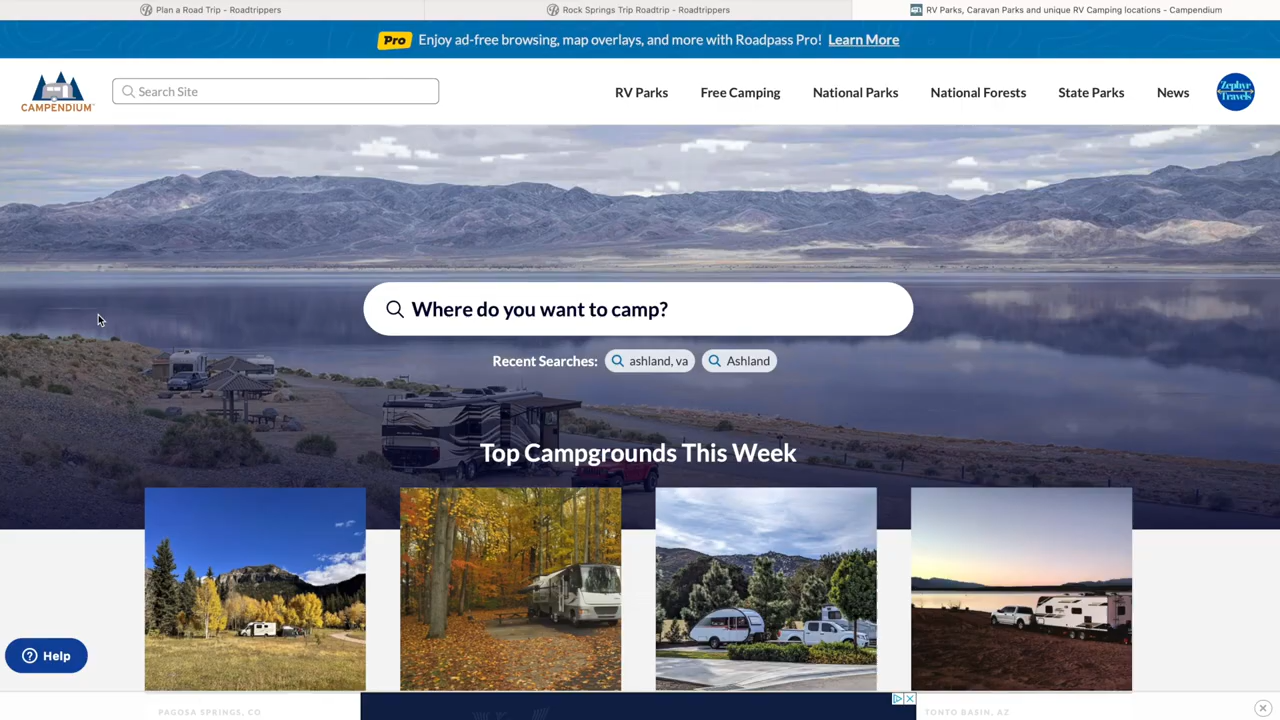 Plan a Road Trip - Roadtrippers
Rock Springs Trip Roadtrip - Roadtrippers
RV Parks, Caravan Parks and unique RV Camping locations - Campendium
Pro Enjoy ad-free browsing, map overlays, and more with Roadpass Pro! Learn More
CAMPENDIUM
Search Site
RV Parks
Free Camping
National Parks
National Forests
State Parks
News
Zephyr
Travels
Where do you want to camp?
Recent Searches: ashland, va Ashland
Top Campgrounds This Week
Help
PAGOSA SPRINGS, CO
TONTO BASIN, AZ